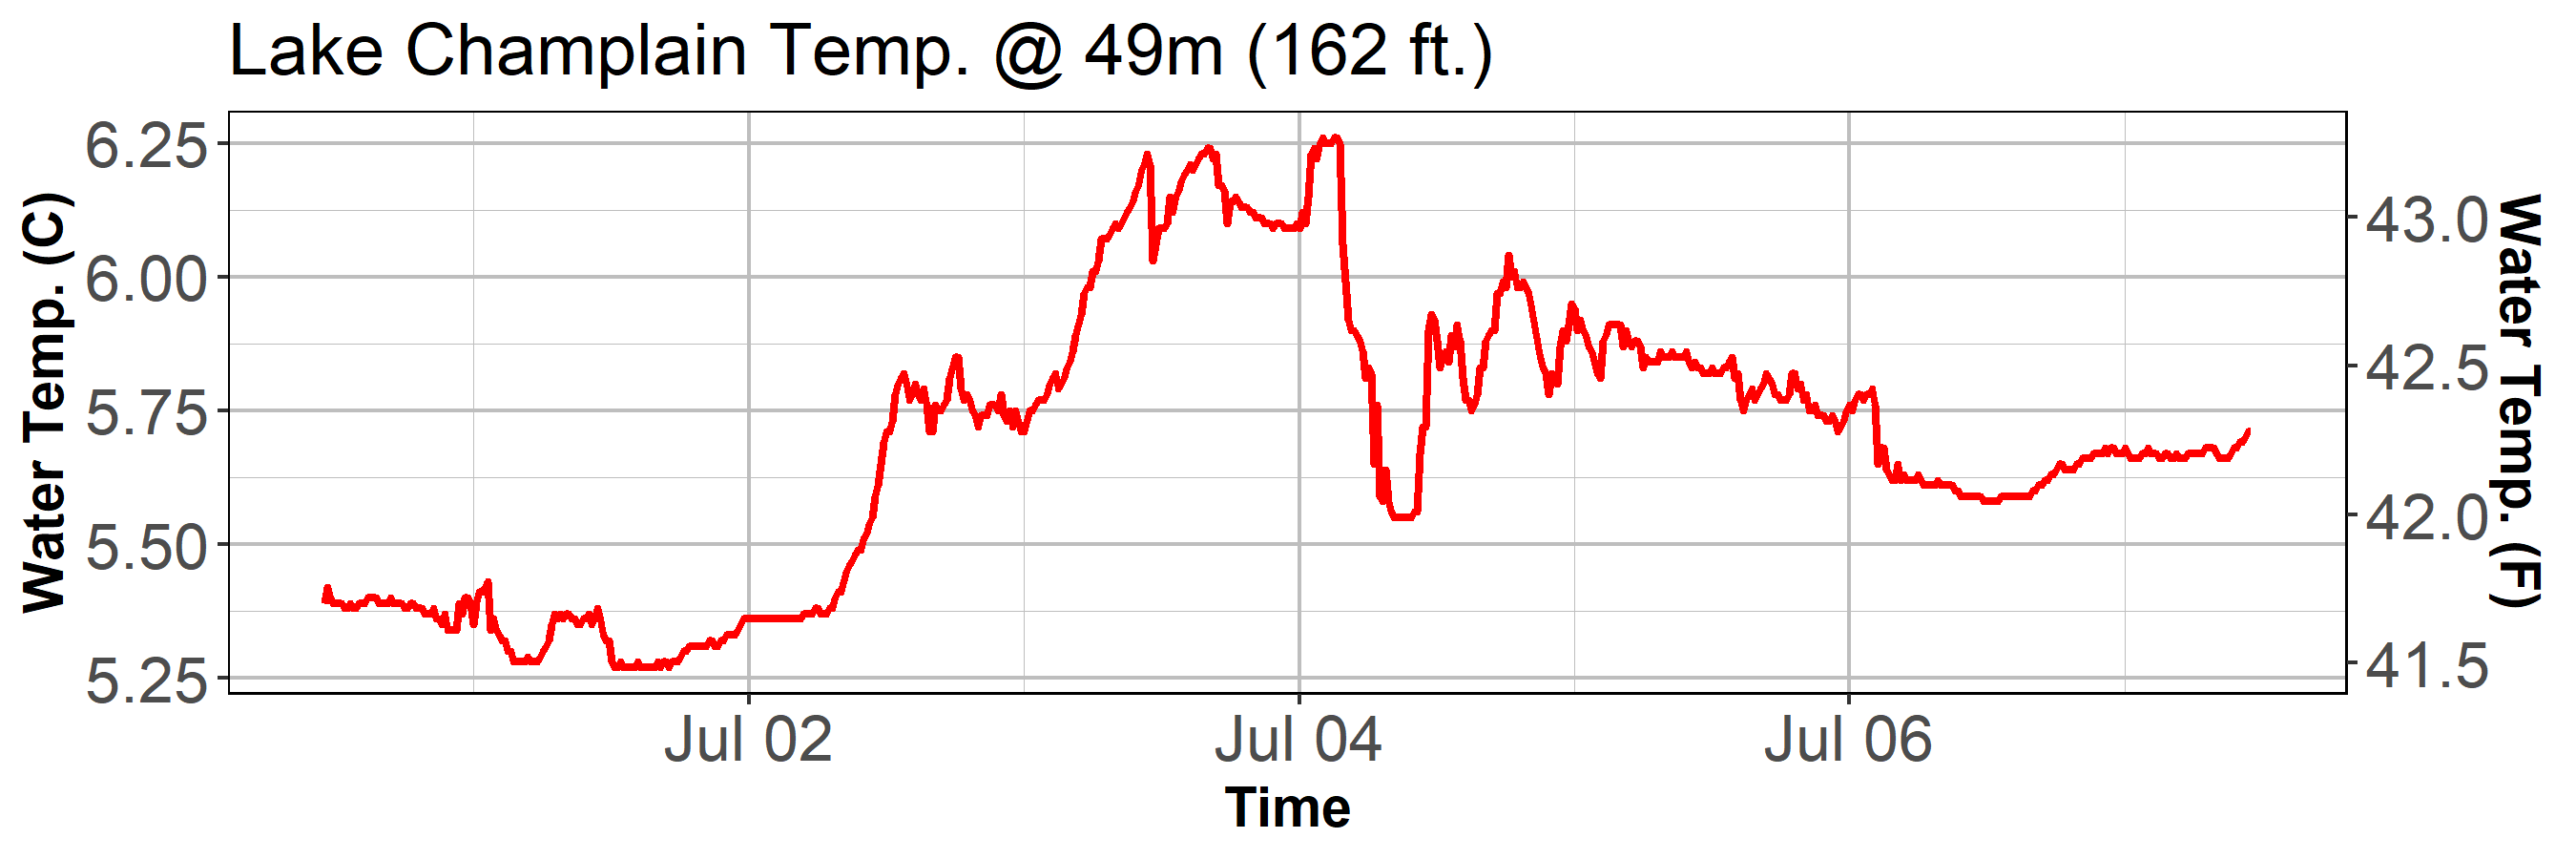 Lake Champlain Temp. @ 49m (162 ft.)
Water Temp. (C)
6.25
6.00
5.75
5.50
5.25
43.0
42.5
42.0
41.5
Water Temp. (F)
Jul 02
Jul 04
Jul 06
Time